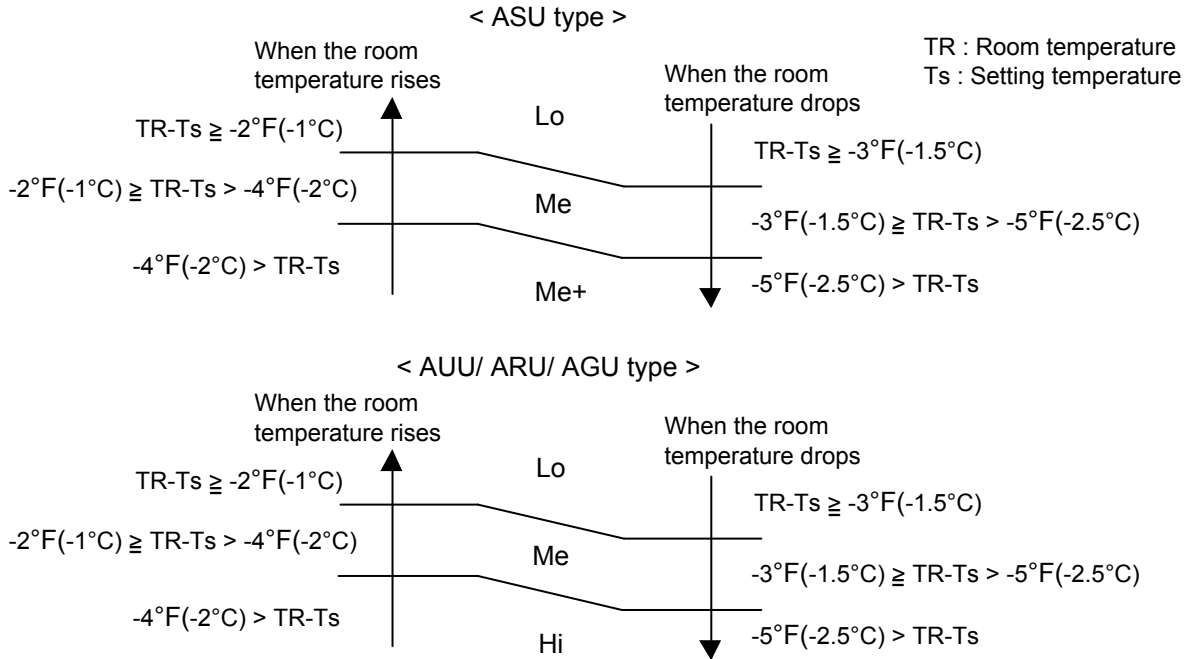 < ASU type >
When the room
temperature rises
When the room
temperature drops
TR : Room temperature
Ts : Setting temperature
TR-Ts ≧ -2°F(-1°C)
Lo
TR-Ts ≧ -3°F(-1.5°C)
-2°F(-1°C) ≧ TR-Ts > -4°F(-2°C)
Me
-3°F(-1.5°C) ≧ TR-Ts > -5°F(-2.5°C)
-4°F(-2°C) > TR-Ts
Me+
-5°F(-2.5°C) > TR-Ts
< AUU/ ARU/ AGU type >
When the room
temperature rises
When the room
temperature drops
TR-Ts ≧ -2°F(-1°C)
Lo
TR-Ts ≧ -3°F(-1.5°C)
-2°F(-1°C) ≧ TR-Ts > -4°F(-2°C)
Me
-3°F(-1.5°C) ≧ TR-Ts > -5°F(-2.5°C)
-4°F(-2°C) > TR-Ts
Hi
-5°F(-2.5°C) > TR-Ts